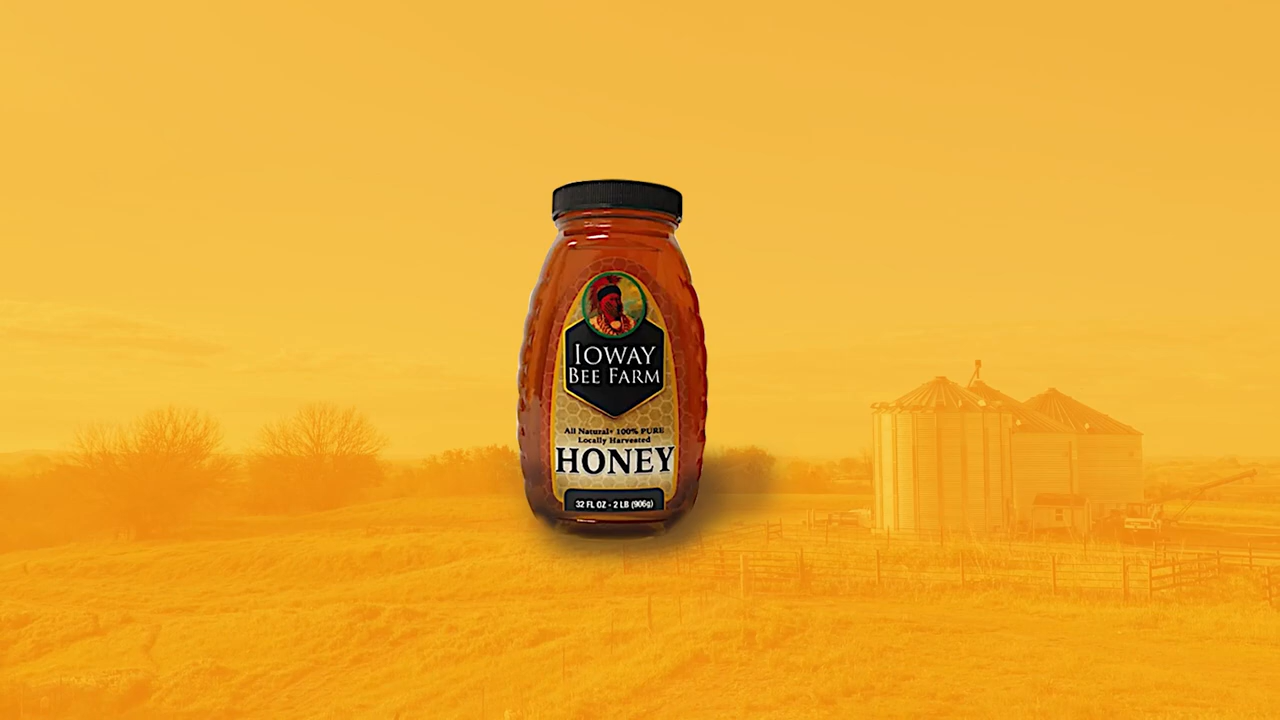 IOWAY
BEE FARM
All Natural• 100% PURE
Locally Harvested
HONEY
32 FL OZ - 2 LB (906g)